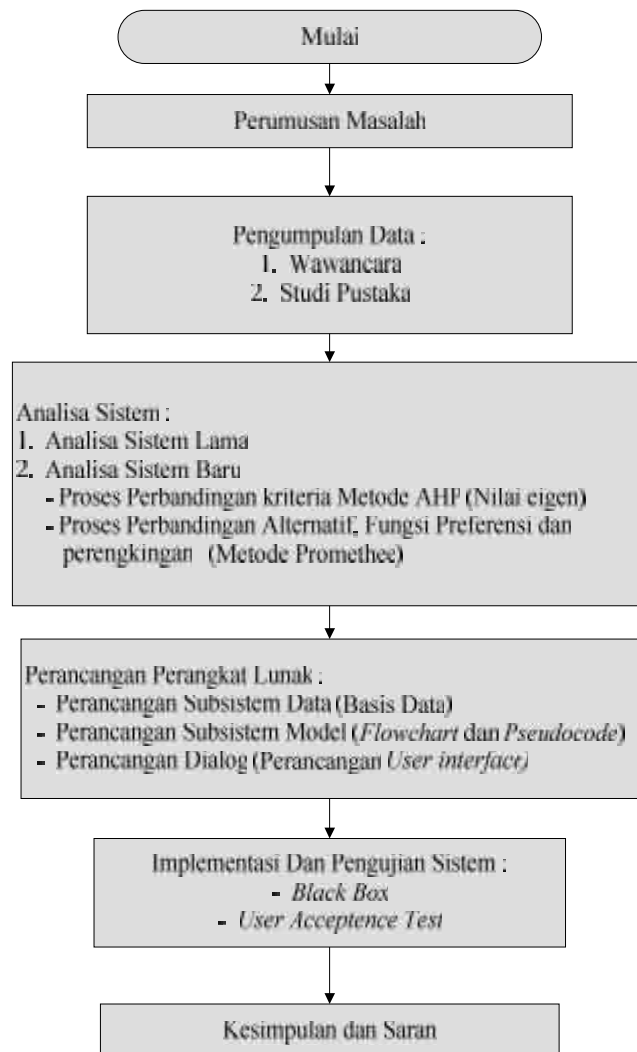 Mulai
Perumusan Masalah
Pengumpulan Data :
1. Wawancara
2. Studi Pustaka
Analisa Sistem :
1. Analisa Sistem Lama
2. Analisa Sistem Baru
- Proses Perbandingan kriteria Metode AHP (Nilai eigen)
- Proses Perbandingan Alternatif, Fungsi Preferensi dan
perengkingan (Metode Promethee)
Perancangan Perangkat Lunak :
- Perancangan Subsistem Data (Basis Data)
- Perancangan Subsistem Model (Flowchart dan Pseudocode)
- Perancangan Dialog (Perancangan User interface)
Implementasi Dan Pengujian Sistem :
- Black Box
- User Acceptence Test
Kesimpulan dan Saran